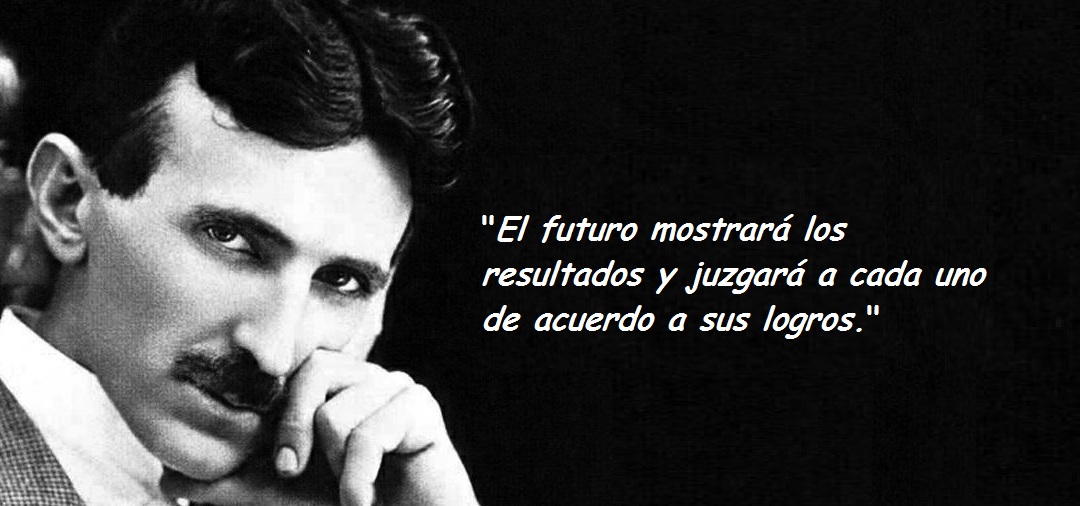 "El futuro mostrará los
resultados y juzgará a cada uno
de acuerdo a sus logros."